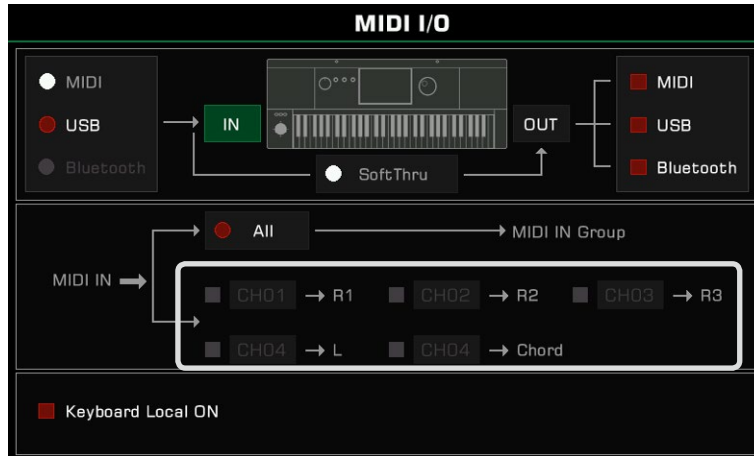 MIDI I/O
MIDI
USB
Bluetooth
IN
OUT
SoftThru
MIDI
USB
Bluetooth
MIDI IN
All
MIDI IN Group
CH01 → R1
CH02 → R2
CH03 → R3
CH04 → L
CH04 → Chord
Keyboard Local ON